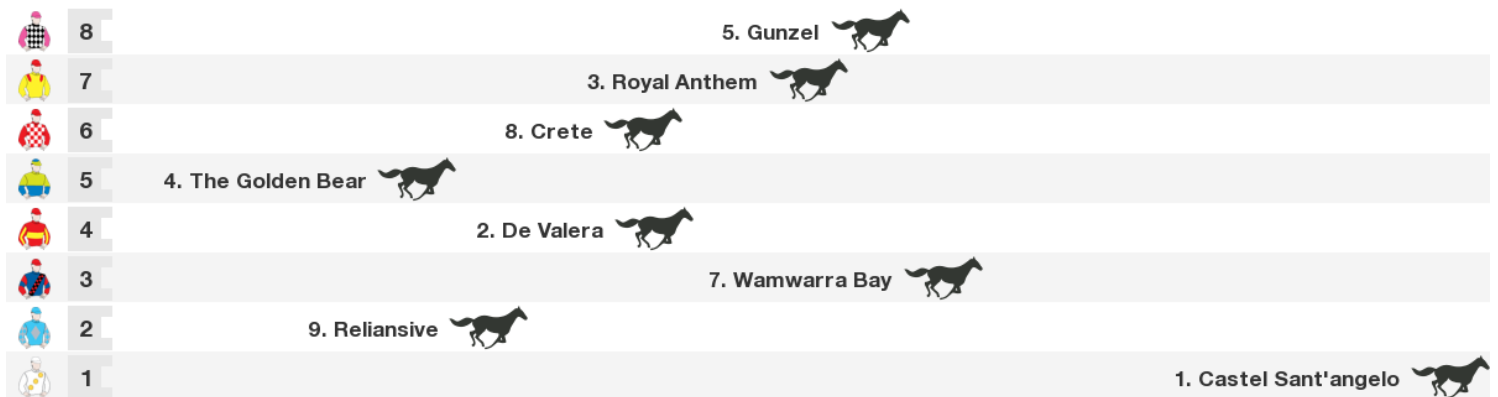 8 5. Gunzel
7 3. Royal Anthem
6 8. Crete
5 4. The Golden Bear
4 2. De Valera
3 7. Wamwarra Bay
2 9. Reliansive
1 1. Castel Sant'angelo